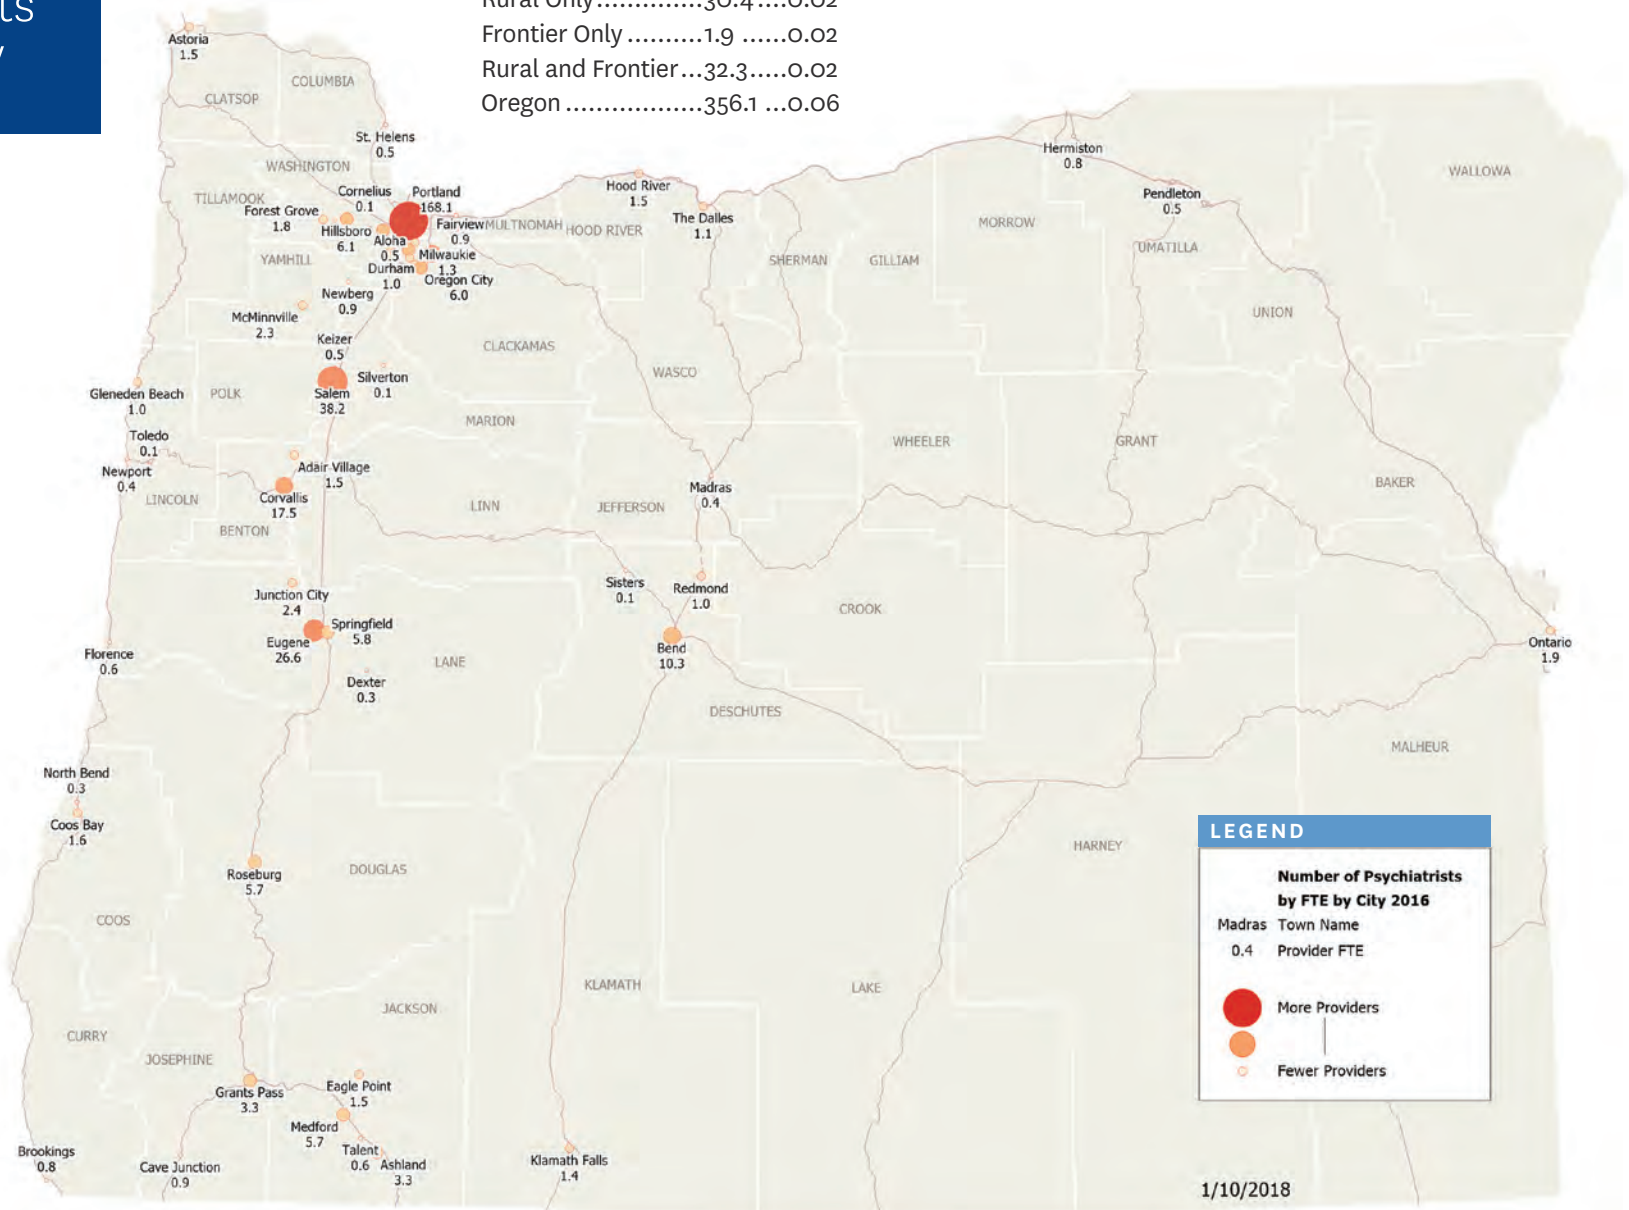 ts
Rural Only..............30.4....0.02
Frontier Only ..........1.9 ......0.02
Rural and Frontier...32.3.....0.02
Oregon ..................356.1 ...0.06
Astoria
1.5
COLUMBIA
CLATSOP
St. Helens
0.5
WASHINGTON
TILLAMOOK
Cornelius
0.1
Portland
168.1
Forest Grove
1.8
Hillsboro
6.1
Aloha
0.5
Fairview
0.9
MULTNOMAH
HOOD RIVER
Hood River
1.5
The Dalles
1.1
Milwaukie
1.3
Durham
1.0
Oregon City
6.0
YAMHILL
Newberg
0.9
McMinnville
2.3
Hermiston
0.8
Pendleton
0.5
WALLOWA
MORROW
UMATILLA
SHERMAN
GILLIAM
UNION
Keizer
0.5
CLACKAMAS
WASCO
Salem
38.2
Silverton
0.1
Gleneden Beach
1.0
POLK
MARION
Toledo
0.1
Newport
0.4
LINCOLN
Adair Village
1.5
Corvallis
17.5
BENTON
LINN
JEFFERSON
Madras
0.4
WHEELER
GRANT
BAKER
Junction City
2.4
Springfield
5.8
Eugene
26.6
Dexter
0.3
LANE
Florence
0.6
Sisters
0.1
Redmond
1.0
Bend
10.3
CROOK
DESCHUTES
Ontario
1.9
MALHEUR
North Bend
0.3
Coos Bay
1.6
Roseburg
5.7
DOUGLAS
COOS
HARNEY
KLAMATH
LAKE
JACKSON
CURRY
JOSEPHINE
Grants Pass
3.3
Eagle Point
1.5
Medford
5.7
Talent
0.6
Ashland
3.3
Brookings
0.8
Cave Junction
0.9
Klamath Falls
1.4
LEGEND
Number of Psychiatrists
by FTE by City 2016
Madras Town Name
0.4 Provider FTE
More Providers
Fewer Providers
1/10/2018